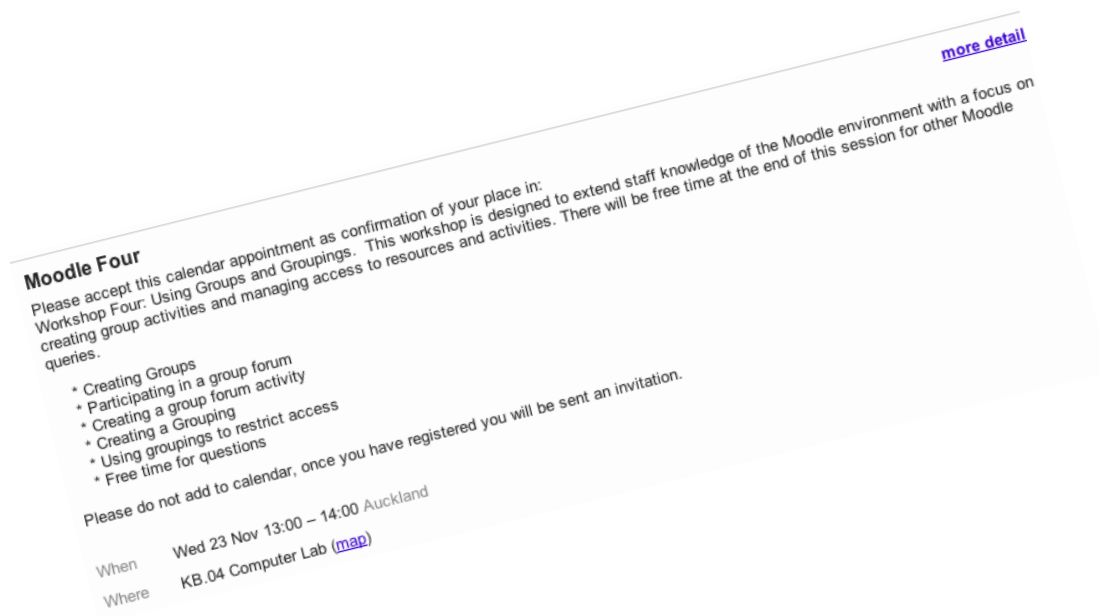 more detail
Moodle Four
Please accept this calendar appointment as confirmation of your place in:
Workshop Four: Using Groups and Groupings.  This workshop is designed to extend staff knowledge of the Moodle environment with a focus on
creating group activities and managing access to resources and activities. There will be free time at the end of this session for other Moodle
queries.
* Creating Groups
* Participating in a group forum
* Creating a group forum activity
* Creating a Grouping
* Using groupings to restrict access
* Free time for questions
Please do not add to calendar, once you have registered you will be sent an invitation.
When Wed 23 Nov 13:00 – 14:00 Auckland
Where KB.04 Computer Lab (map)